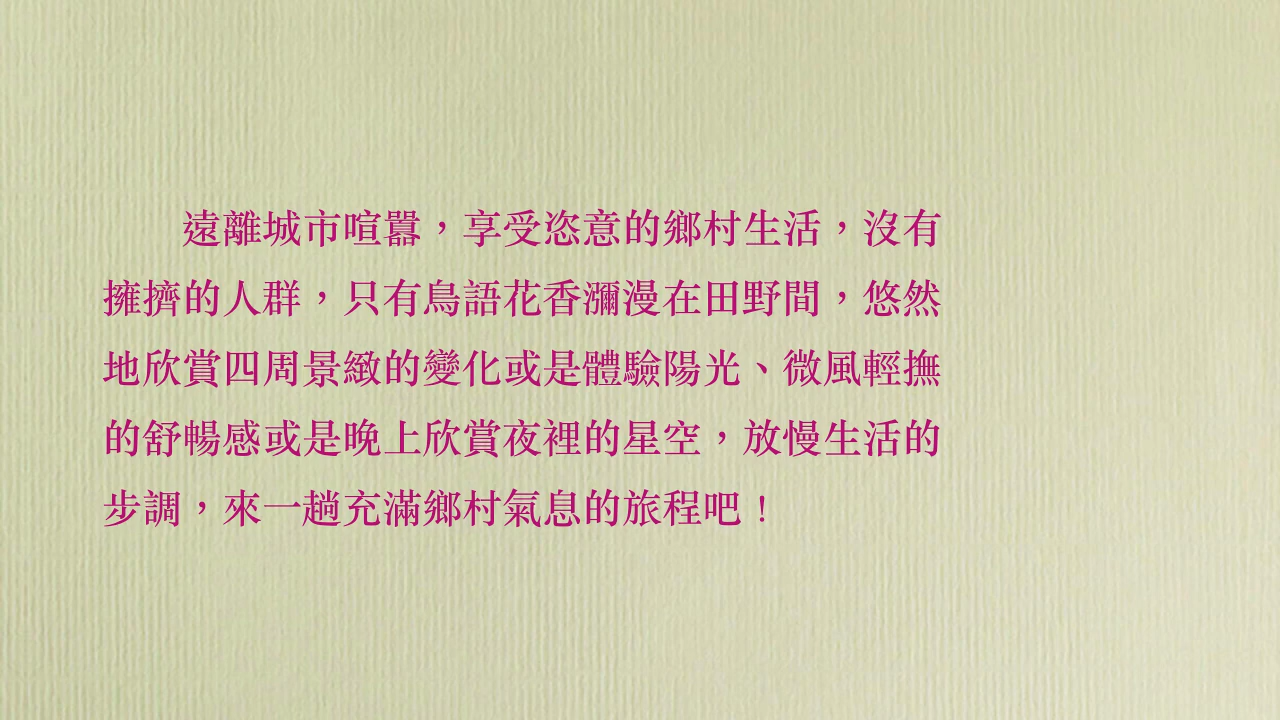 遠離城市喧囂，享受恣意的鄉村生活，沒有
擁擠的人群，只有鳥語花香瀰漫在田野間，悠然
地欣賞四周景緻的變化或是體驗陽光、微風輕撫
的舒暢感或是晚上欣賞夜裡的星空，放慢生活的
步調，來一趟充滿鄉村氣息的旅程吧！